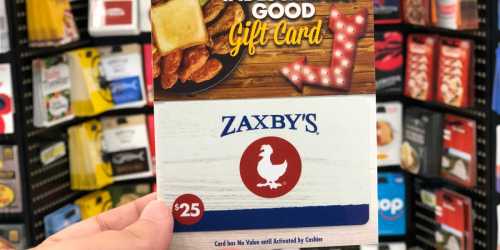 GOOD
Gift Card
ZAXBY'S
$25
Card has No Value until Activated by Cashier